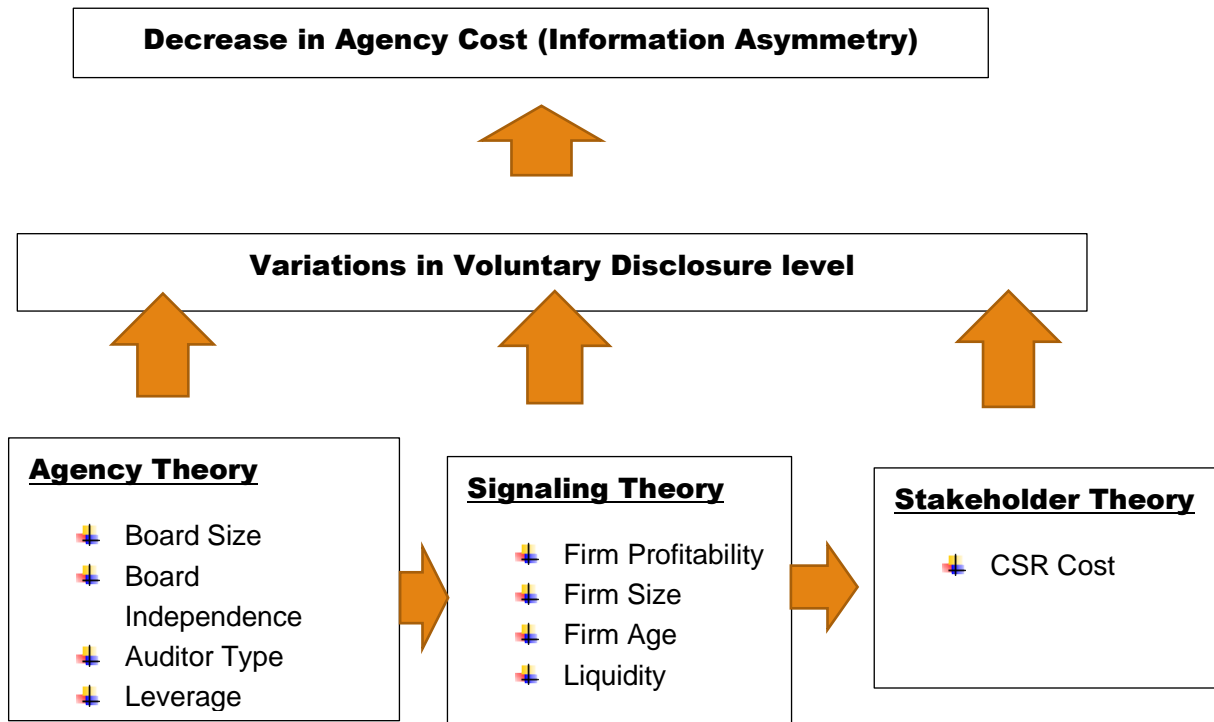 Decrease in Agency Cost (Information Asymmetry)
Variations in Voluntary Disclosure level
Agency Theory
Board Size
Board
Independence
Auditor Type
Leverage
Signaling Theory
Firm Profitability
Firm Size
Firm Age
Liquidity
Stakeholder Theory
CSR Cost